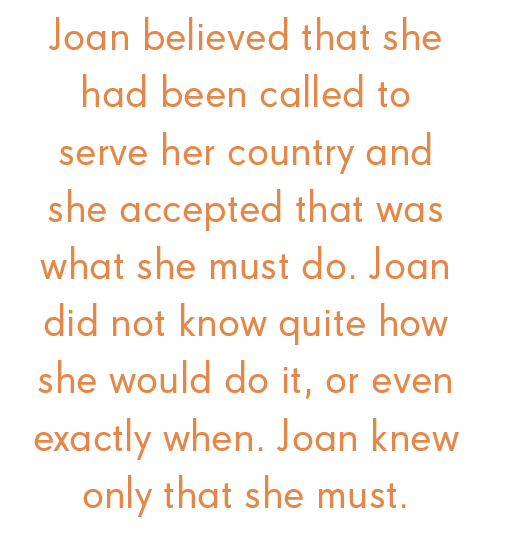 Joan believed that she
had been called to
serve her country and
she accepted that was
what she must do. Joan
did not know quite how
she would do it, or even
exactly when. Joan knew
only that she must.